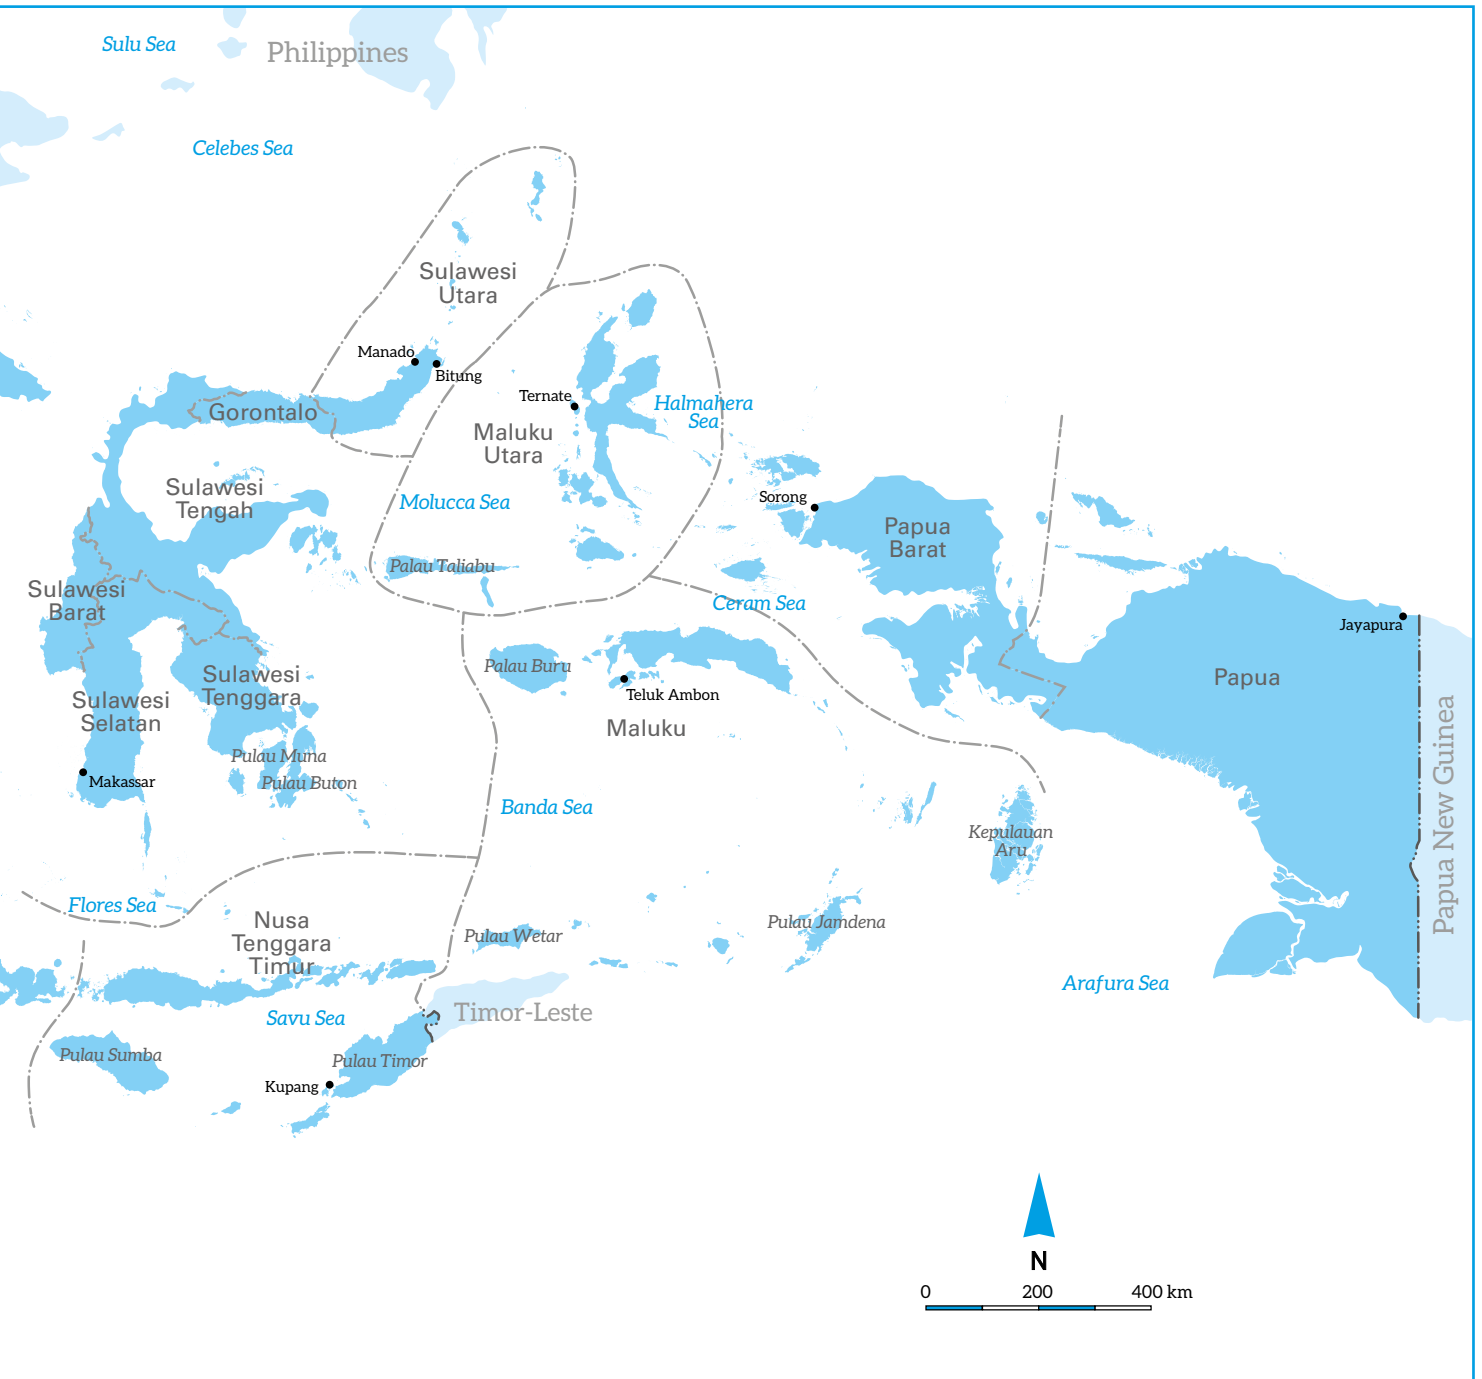 Sulu Sea
Philippines
Celebes Sea
Sulawesi
Utara
Manado
Bitung
Ternate
Halmahera
Sea
Gorontalo
Maluku
Utara
Sulawesi
Tengah
Molucca Sea
Sorong
Papua
Barat
Palau Taliabu
Sulawesi
Barat
Ceram Sea
Jayapura
Palau Buru
Sulawesi
Tenggara
Teluk Ambon
Papua
Sulawesi
Selatan
Maluku
Papua New Guinea
Pulau Muna
Makassar
Pulau Buton
Banda Sea
Kepulauan
Aru
Flores Sea
Nusa
Tenggara
Timur
Pulau Wetar
Pulau Jamdena
Arafura Sea
Savu Sea
Timor-Leste
Pulau Sumba
Pulau Timor
Kupang
N
0 200 400 km